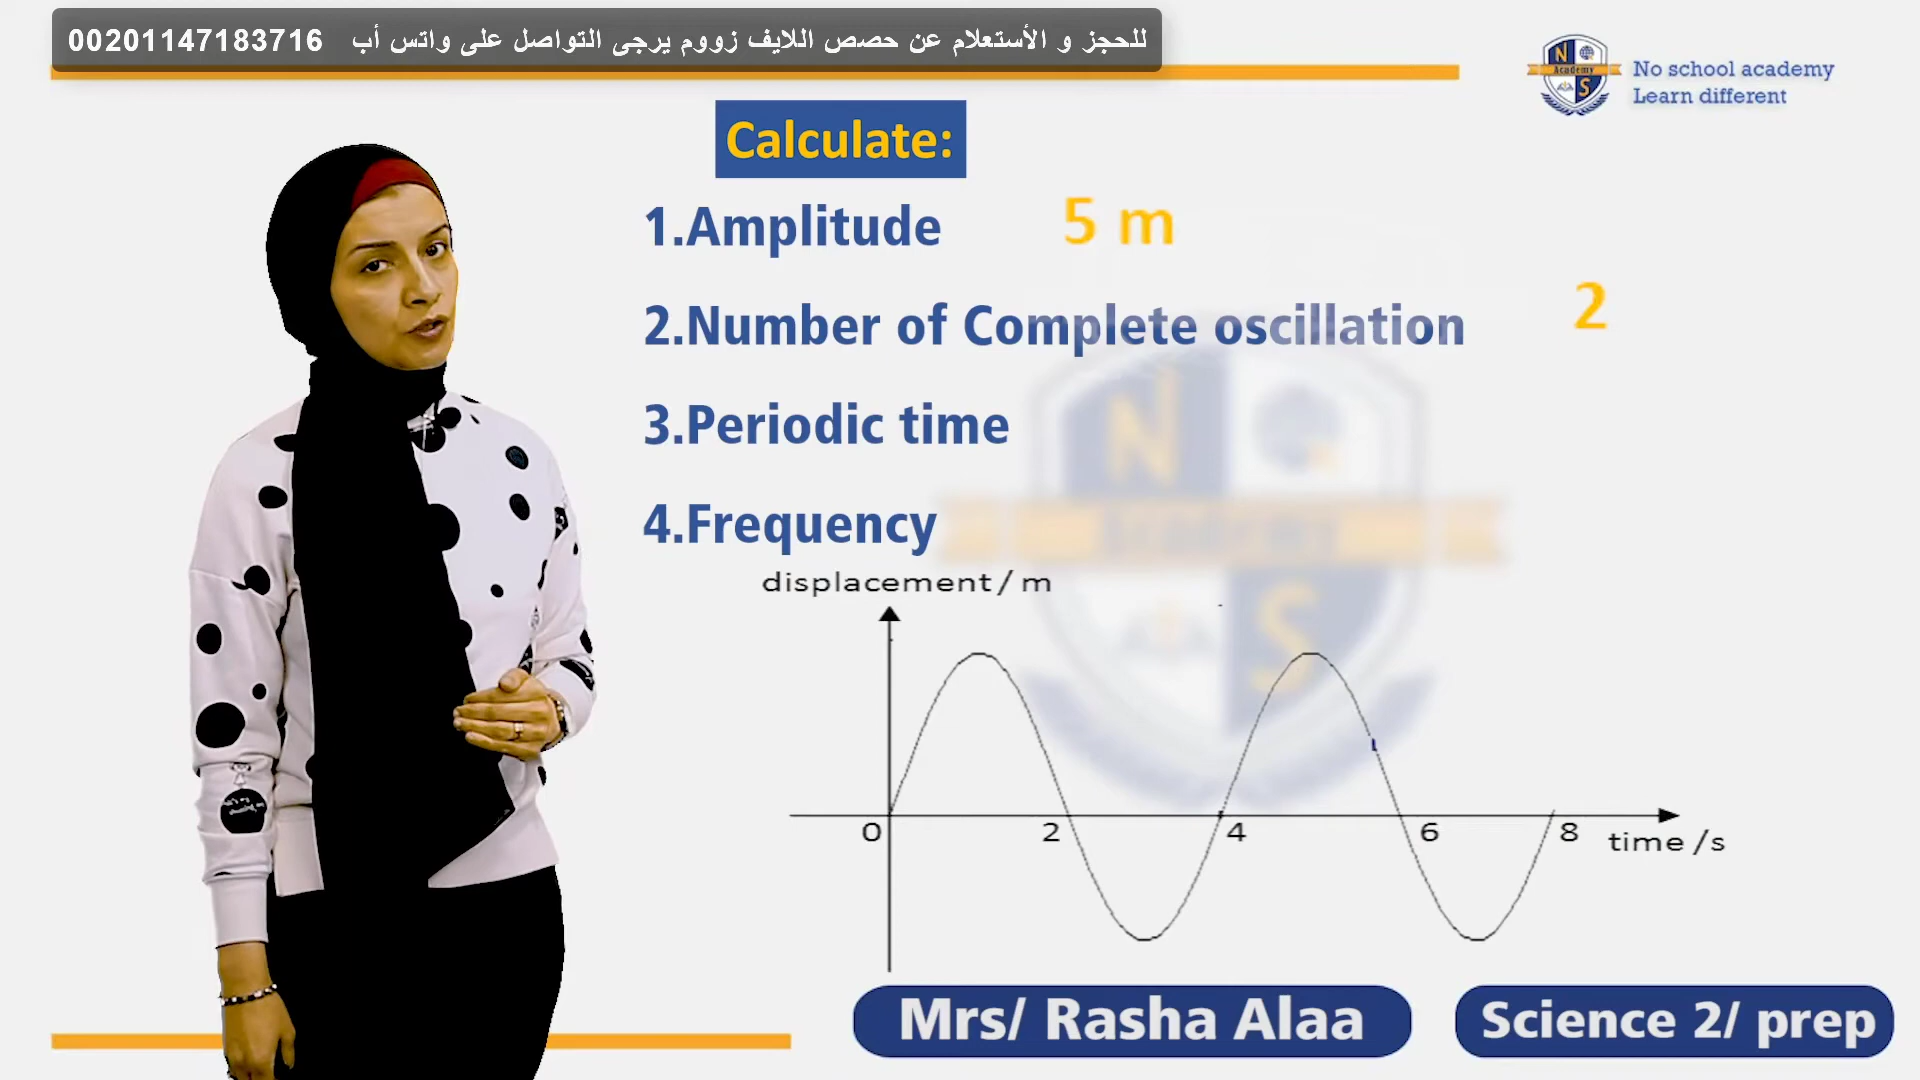 للحجز و الأستعلام عن حصص اللايف زووم يرجى التواصل على واتس أب 00201147183716
N
S
Academy
No school academy
Learn different
Calculate:
1.Amplitude 5 m
2.Number of Complete oscillation 2
3.Periodic time
4.Frequency
N
Academy
S
displacement / m
0 2 4 6 8 time /s
Mrs/ Rasha Alaa
Science 2/ prep